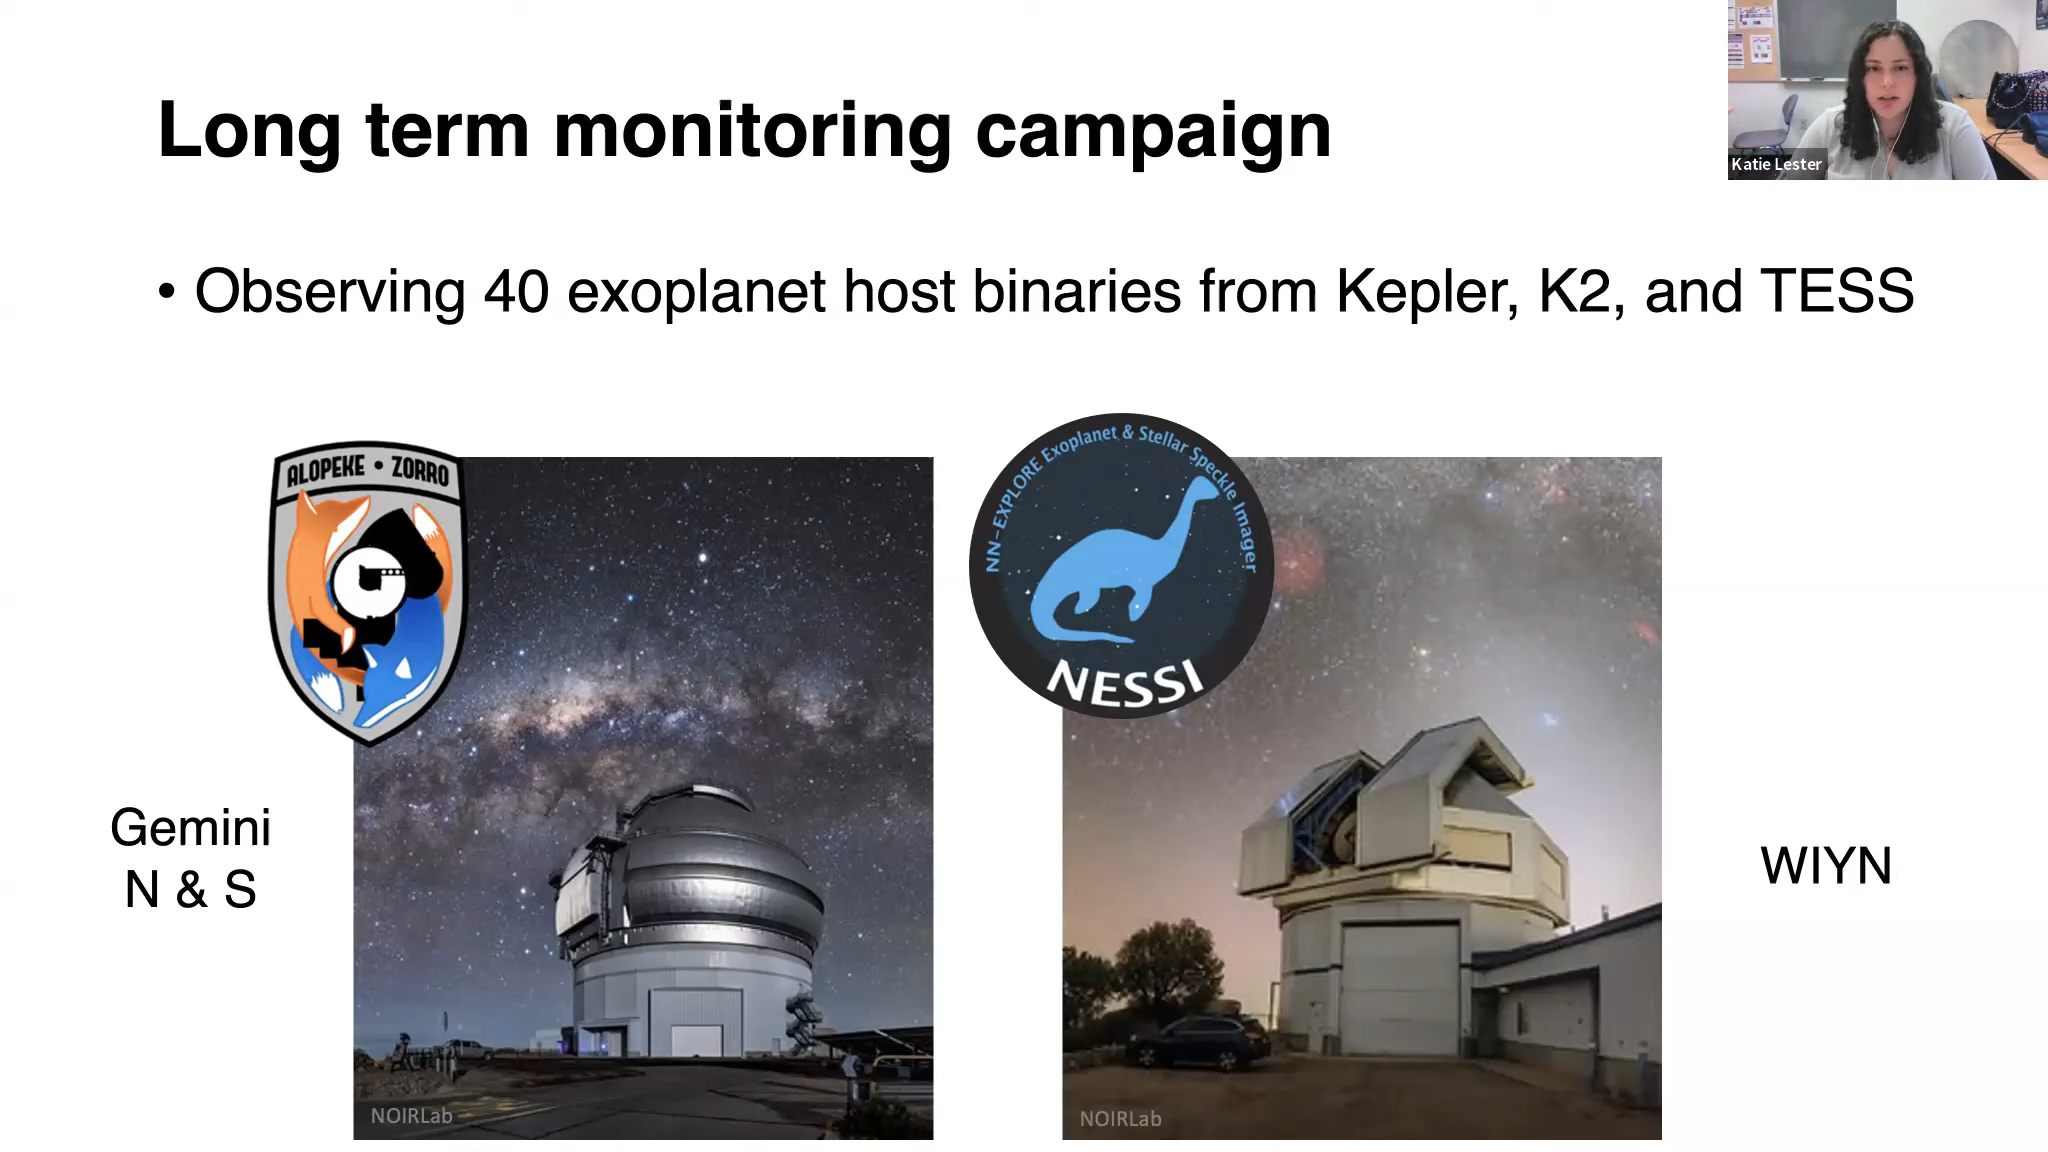 Long term monitoring campaign
Katie Lester
• Observing 40 exoplanet host binaries from Kepler, K2, and TESS
ALOPEKE • ZORRO
NN-EXPLORE Exoplanet & Stellar Speckle Imager
NESSI
Gemini
N & S
WIYN
NOIRLab
NOIRLab